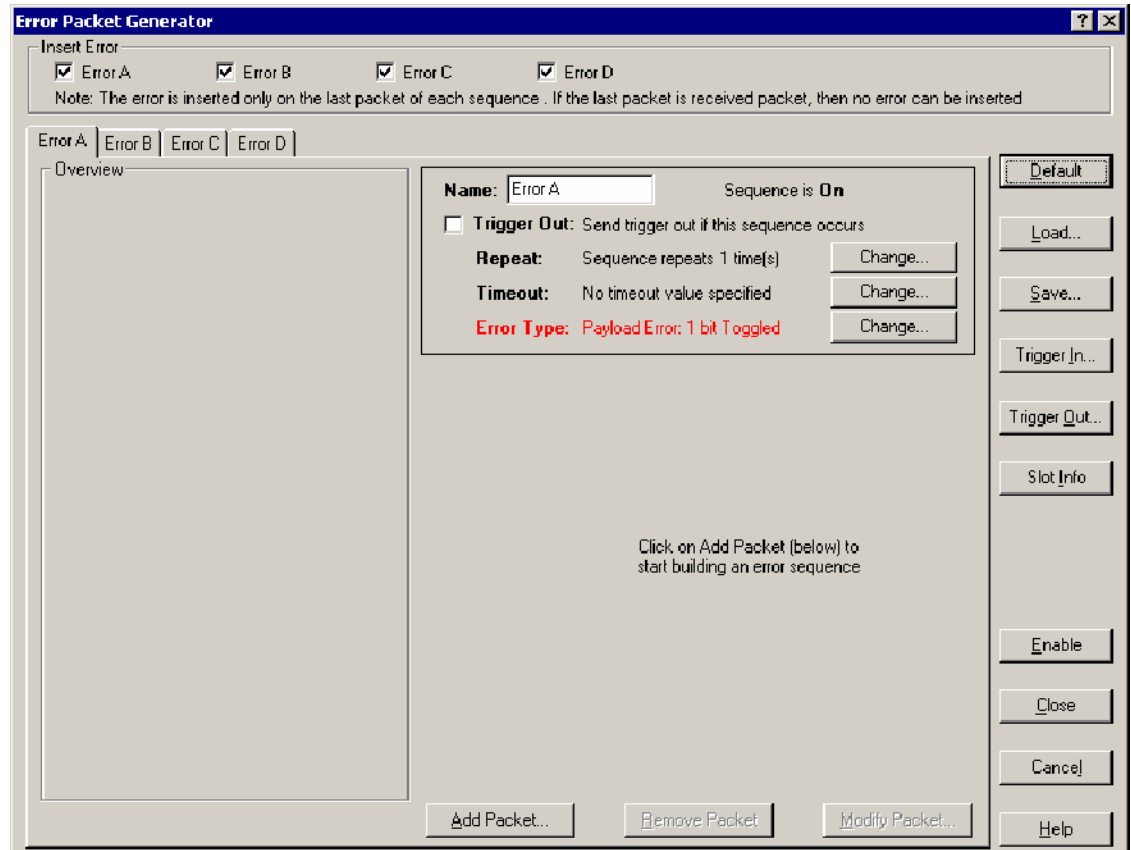 Error Packet Generator
Insert Error
Error A
Error B
Error C
Error D
Note: The error is inserted only on the last packet of each sequence . If the last packet is received packet, then no error can be inserted
Error A
Error B
Error C
Error D
Overview
Name: Error A
Sequence is On
Trigger Out: Send trigger out if this sequence occurs
Repeat: Sequence repeats 1 time(s) Change...
Timeout: No timeout value specified Change...
Error Type: Payload Error: 1 bit Toggled Change...
Click on Add Packet (below) to
start building an error sequence
Add Packet...
Remove Packet
Modify Packet...
Default
Load...
Save...
Trigger In...
Trigger Out...
Slot Info
Enable
Close
Cancel
Help